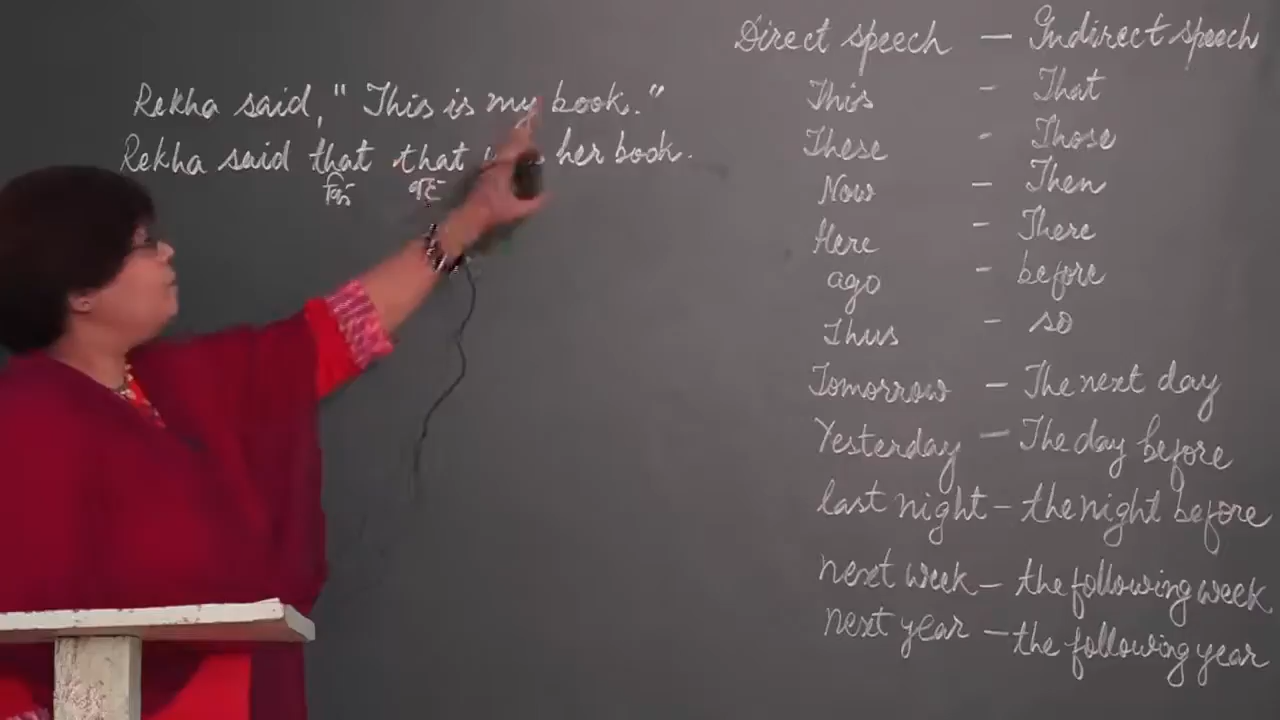 Rekha said, "This is my book."
Rekha said that that her book.
कि वह
Direct speech - Indirect speech
This - That
These - Those
Now - Then
Here - There
ago - before
Thus - so
Tomorrow - The next day
Yesterday - The day before
last night - the night before
next week - the following week
next year - the following year